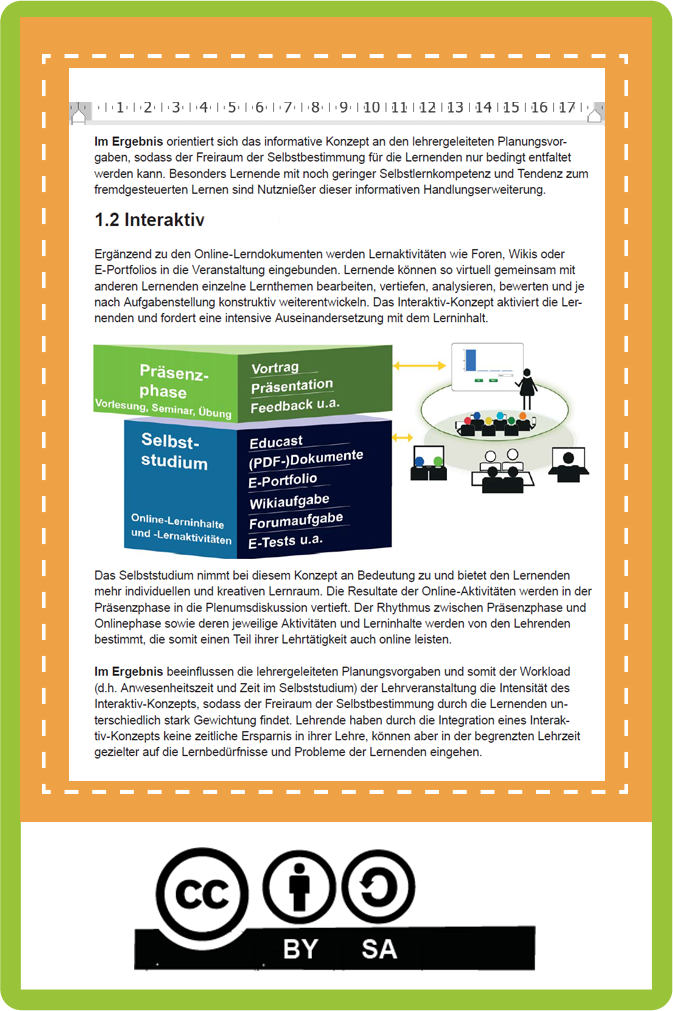 1 2 3 4 5 6 7 8 9 10 11 12 13 14 15 16 17
Im Ergebnis orientiert sich das informative Konzept an den lehrergeleiteten Planungsvor-
gaben, sodass der Freiraum der Selbstbestimmung für die Lernenden nur bedingt entfaltet
werden kann. Besonders Lernende mit noch geringer Selbstlernkompetenz und Tendenz zum
fremdgesteuerten Lernen sind Nutznießer dieser informativen Handlungserweiterung.
1.2 Interaktiv
Ergänzend zu den Online-Lerndokumenten werden Lernaktivitäten wie Foren, Wikis oder
E-Portfolios in die Veranstaltung eingebunden. Lernende können so virtuell gemeinsam mit
anderen Lernenden einzelne Lernthemen bearbeiten, vertiefen, analysieren, bewerten und je
nach Aufgabenstellung konstruktiv weiterentwickeln. Das Interaktiv-Konzept aktiviert die Ler-
nenden und fordert eine intensive Auseinandersetzung mit dem Lerninhalt.
Präsenz-
phase
Vorlesung, Seminar, Übung
Vortrag
Präsentation
Feedback u.a.
Selbst-
studium
Online-Lerninhalte
und -Lernaktivitäten
Educast
(PDF-)Dokumente
E-Portfolio
Wikiaufgabe
Forumaufgabe
E-Tests u.a.
Das Selbststudium nimmt bei diesem Konzept an Bedeutung zu und bietet den Lernenden
mehr individuellen und kreativen Lernraum. Die Resultate der Online-Aktivitäten werden in der
Präsenzphase in die Plenumsdiskussion vertieft. Der Rhythmus zwischen Präsenzphase und
Onlinephase sowie deren jeweilige Aktivitäten und Lerninhalte werden von den Lehrenden
bestimmt, die somit einen Teil ihrer Lehrtätigkeit auch online leisten.
Im Ergebnis beeinflussen die lehrergeleiteten Planungsvorgaben und somit der Workload
(d.h. Anwesenheitszeit und Zeit im Selbststudium) der Lehrveranstaltung die Intensität des
Interaktiv-Konzepts, sodass der Freiraum der Selbstbestimmung durch die Lernenden un-
terschiedlich stark Gewichtung findet. Lehrende haben durch die Integration eines Interak-
tiv-Konzepts keine zeitliche Ersparnis in ihrer Lehre, können aber in der begrenzten Lehrzeit
gezielter auf die Lernbedürfnisse und Probleme der Lernenden eingehen.
cc
BY SA